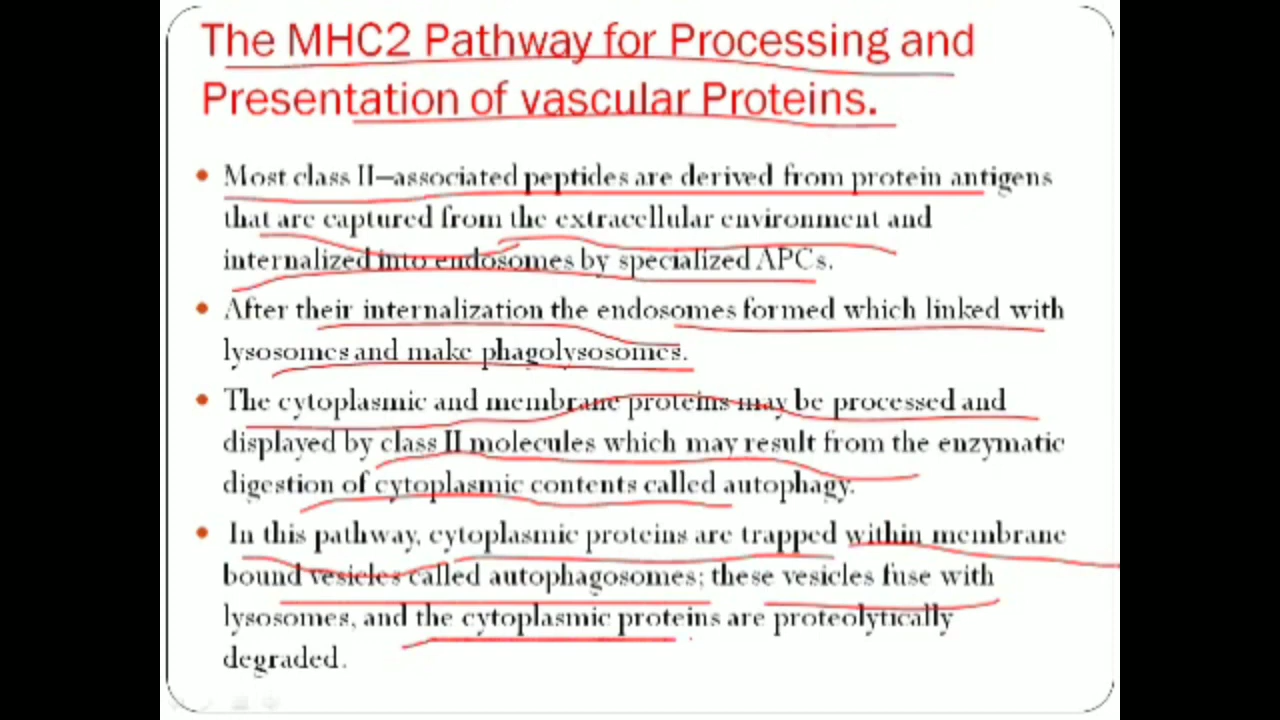 The MHC2 Pathway for Processing and
Presentation of vascular Proteins.
• Most class II–associated peptides are derived from protein antigens
that are captured from the extracellular environment and
internalized into endosomes by specialized APCs.
• After their internalization the endosomes formed which linked with
lysosomes and make phagolysosomes.
• The cytoplasmic and membrane proteins may be processed and
displayed by class II molecules which may result from the enzymatic
digestion of cytoplasmic contents called autophagy.
• In this pathway, cytoplasmic proteins are trapped within membrane
bound vesicles called autophagosomes; these vesicles fuse with
lysosomes, and the cytoplasmic proteins are proteolytically
degraded.